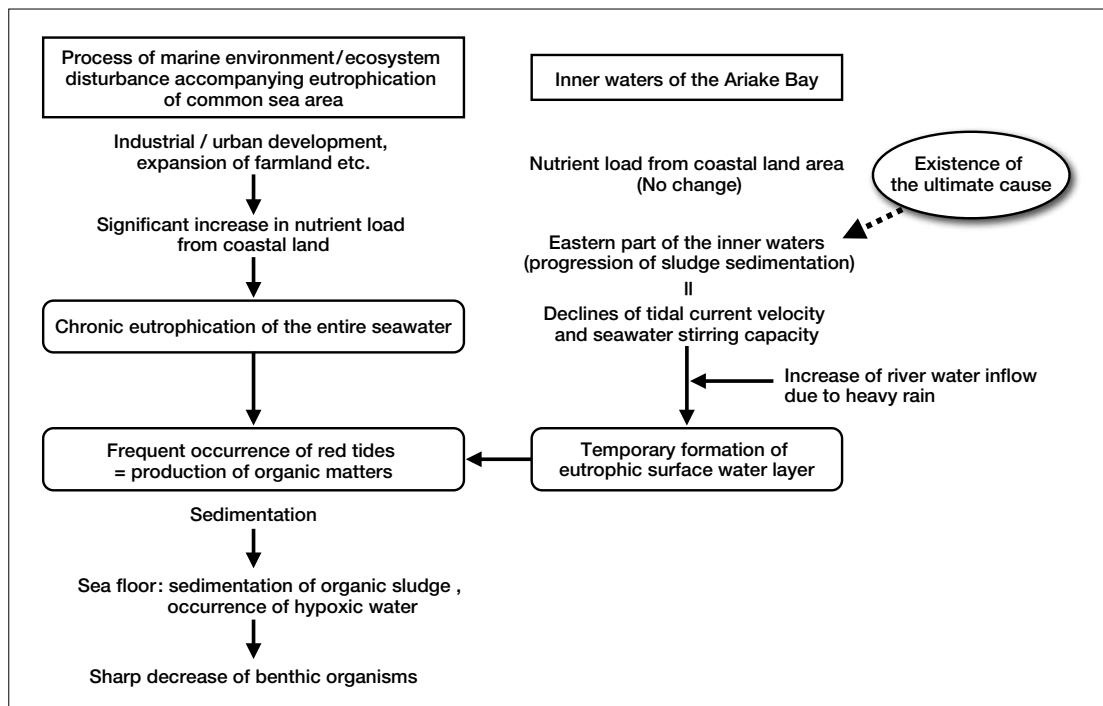 Process of marine environment/ecosystem
disturbance accompanying eutrophication
of common sea area
Industrial / urban development,
expansion of farmland etc.
Significant increase in nutrient load
from coastal land
Chronic eutrophication of the entire seawater
Frequent occurrence of red tides
= production of organic matters
Sedimentation
Sea floor: sedimentation of organic sludge ,
occurrence of hypoxic water
Sharp decrease of benthic organisms
Inner waters of the Ariake Bay
Nutrient load from coastal land area
(No change)
Existence of
the ultimate cause
Eastern part of the inner waters
(progression of sludge sedimentation)
=
Declines of tidal current velocity
and seawater stirring capacity
Increase of river water inflow
due to heavy rain
Temporary formation of
eutrophic surface water layer